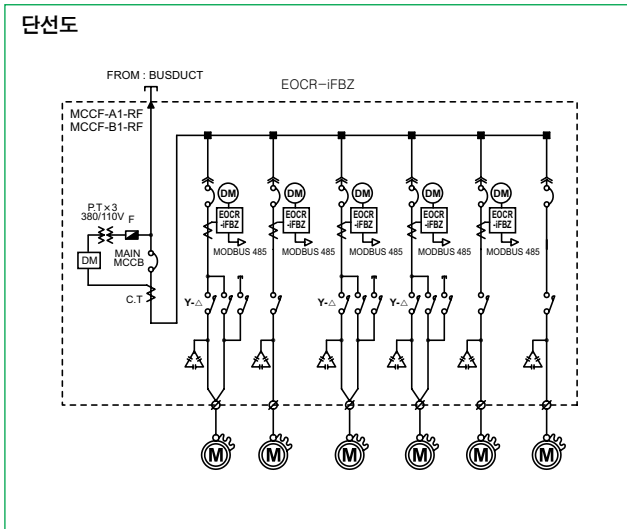 단선도
FROM : BUSDUCT
EOCR-iFBZ
MCCF-A1-RF
MCCF-B1-RF
P.T×3
380/110V
F
DM
MAIN
MCCB
C.T
DM
EOCR
-iFBZ
MODBUS 485
DM
EOCR
-iFBZ
MODBUS 485
DM
EOCR
-iFBZ
MODBUS 485
DM
EOCR
-iFBZ
MODBUS 485
DM
EOCR
-iFBZ
MODBUS 485
Y-△
Y-△
Y-△
M
M
M
M
M
M